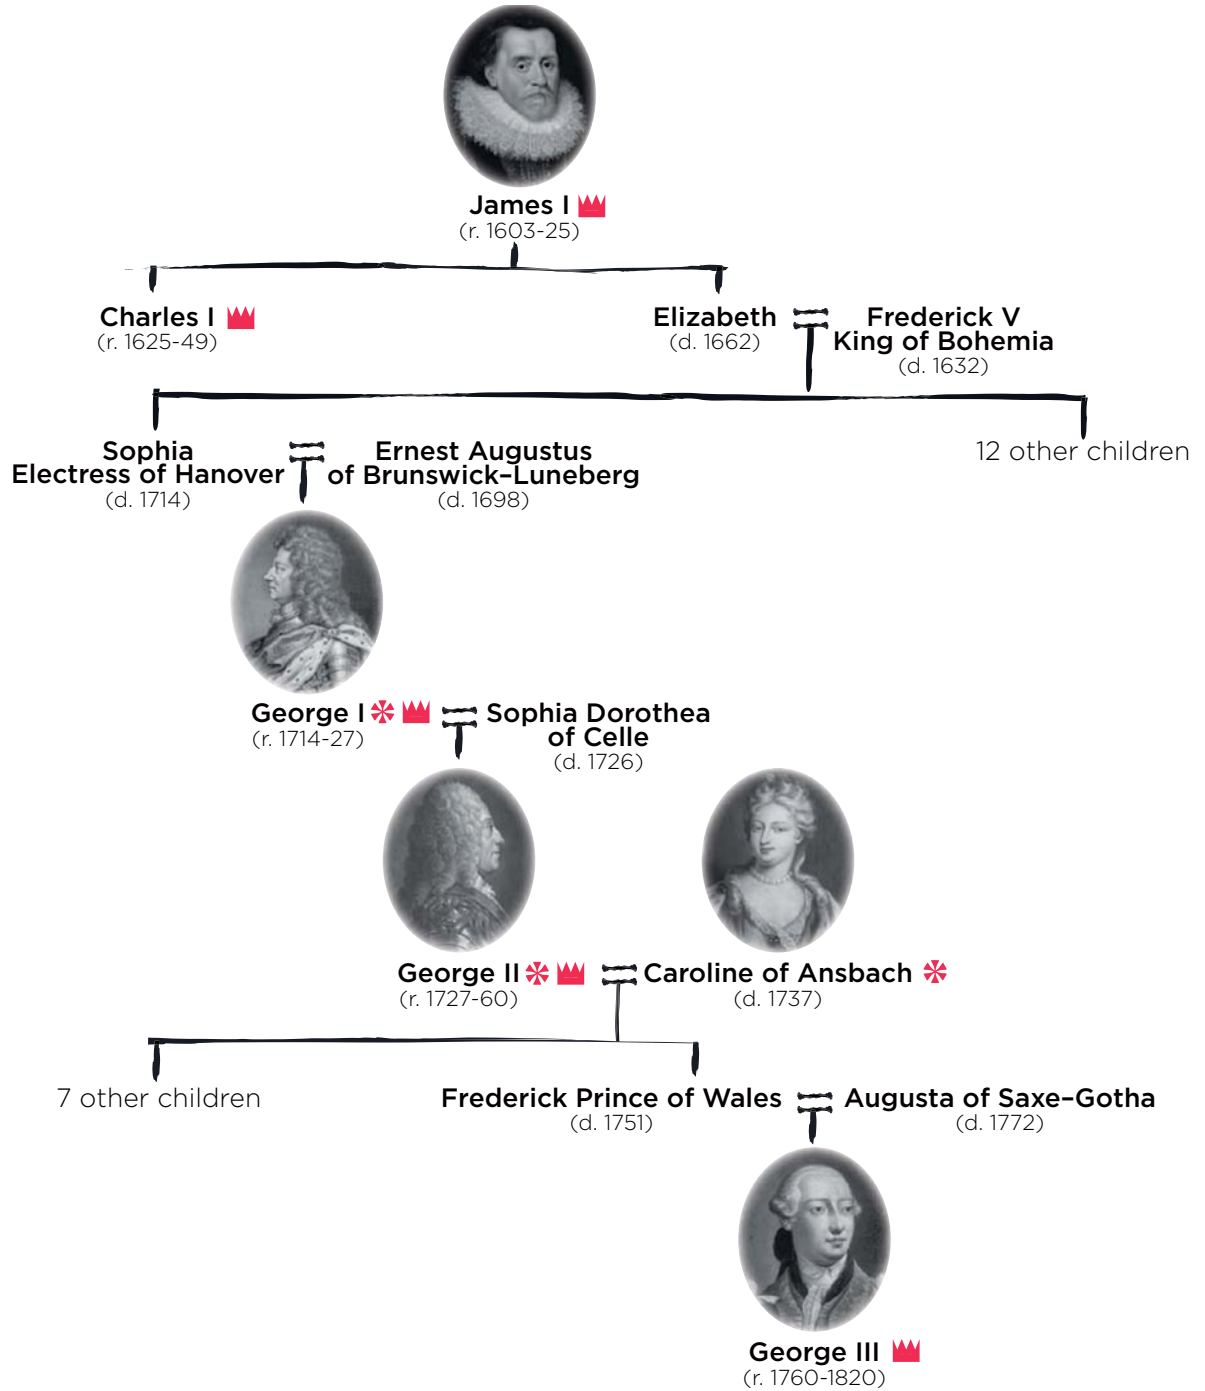 James I
(r. 1603-25)
Charles I
(r. 1625-49)
Elizabeth
(d. 1662)
Frederick V
King of Bohemia
(d. 1632)
Sophia
Electress of Hanover
(d. 1714)
Ernest Augustus
of Brunswick–Luneberg
(d. 1698)
12 other children
George I
(r. 1714-27)
Sophia Dorothea
of Celle
(d. 1726)
George II
(r. 1727-60)
Caroline of Ansbach
(d. 1737)
7 other children
Frederick Prince of Wales
(d. 1751)
Augusta of Saxe–Gotha
(d. 1772)
George III
(r. 1760-1820)